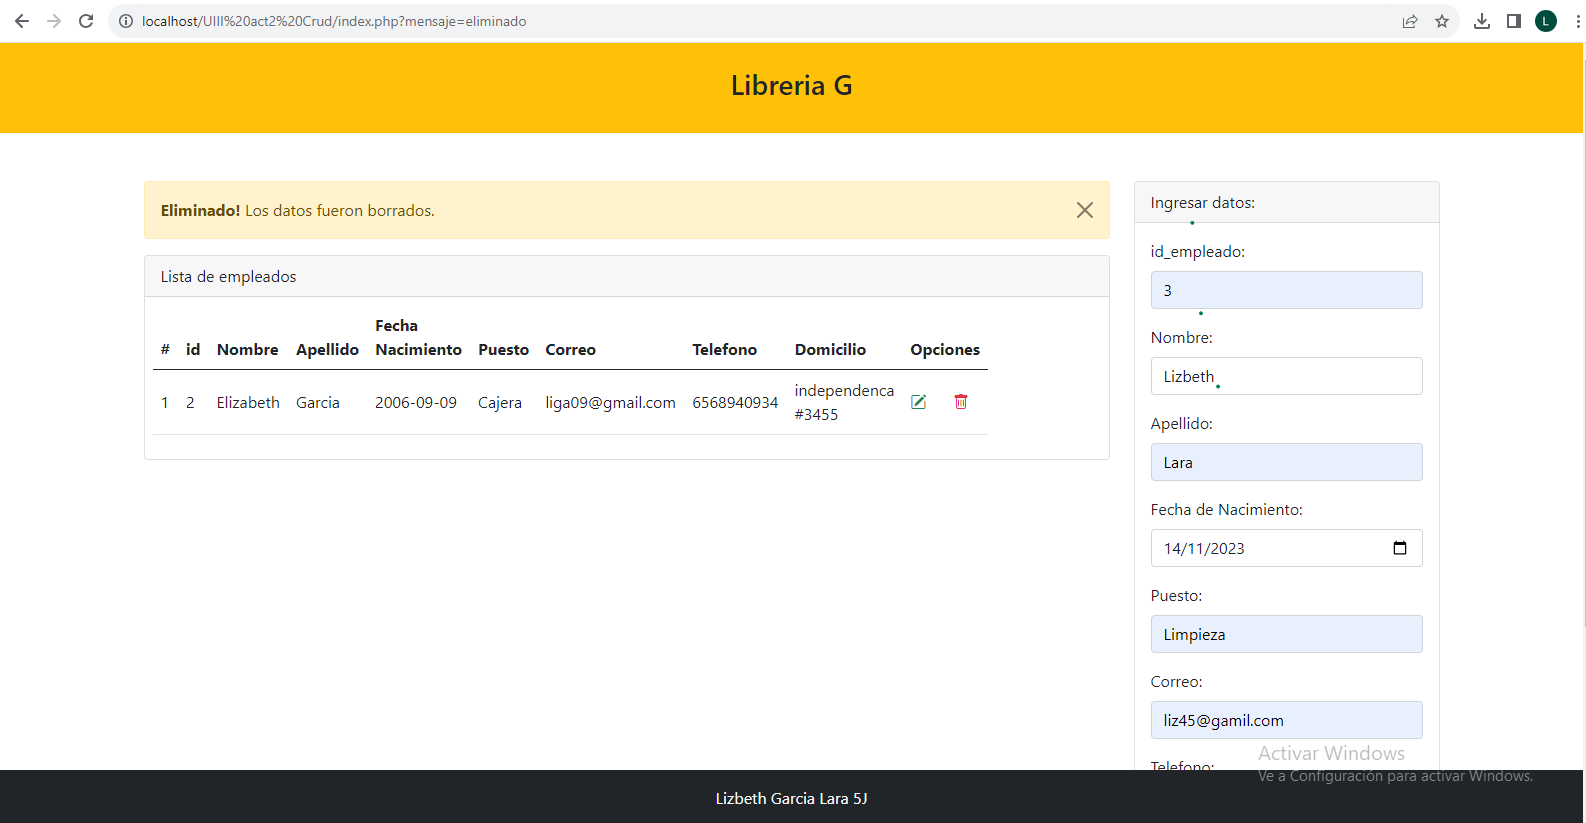 localhost/UIII%20act2%20Crud/index.php?mensaje=eliminado
L
Libreria G
Eliminado! Los datos fueron borrados.
Lista de empleados
# id Nombre Apellido Fecha Nacimiento Puesto Correo Telefono Domicilio Opciones
1 2 Elizabeth Garcia 2006-09-09 Cajera liga09@gmail.com 6568940934 independenca
#3455
Ingresar datos:
id_empleado:
3
Nombre:
Lizbeth
Apellido:
Lara
Fecha de Nacimiento:
14/11/2023
Puesto:
Limpieza
Correo:
liz45@gamil.com
Telefono:
Activar Windows
Ve a Configuración para activar Windows.
Lizbeth Garcia Lara 5J